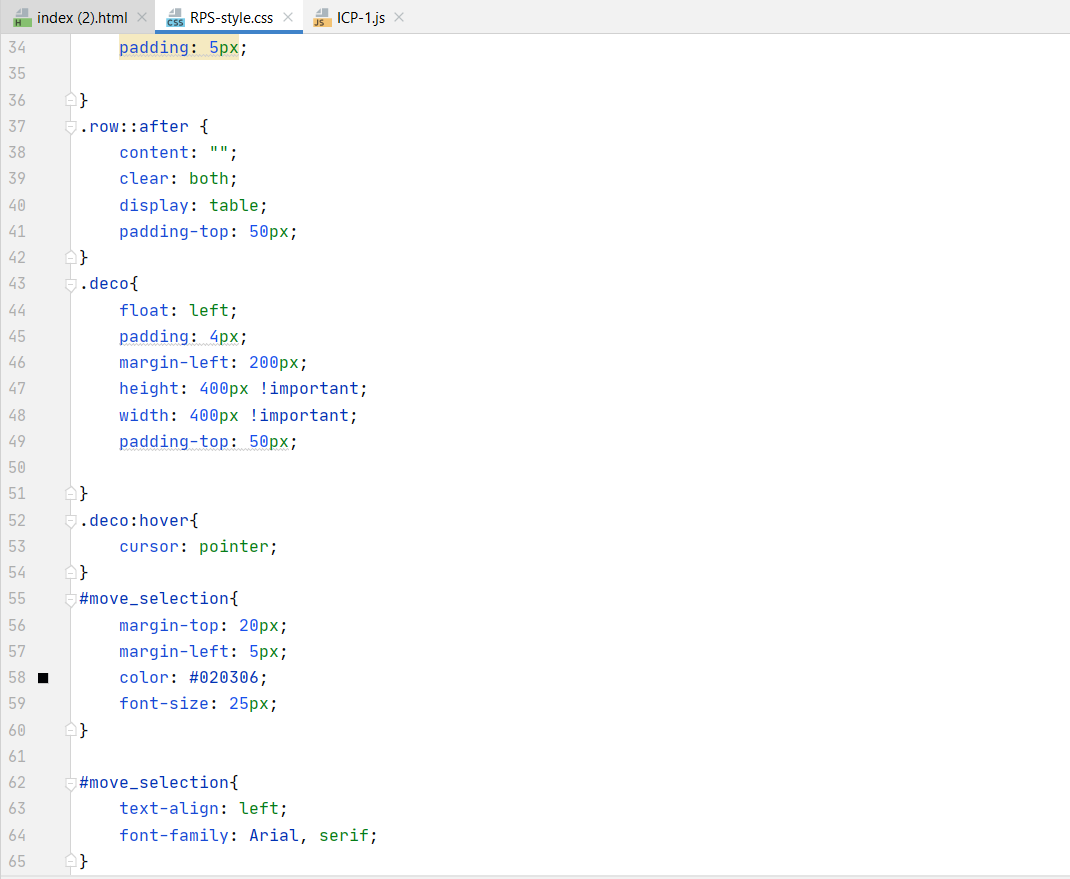 index (2).html RPS-style.css ICP-1.js
34 padding: 5px;
35
36 }
37 .row::after {
38 content: "";
39 clear: both;
40 display: table;
41 padding-top: 50px;
42 }
43 .deco{
44 float: left;
45 padding: 4px;
46 margin-left: 200px;
47 height: 400px !important;
48 width: 400px !important;
49 padding-top: 50px;
50
51 }
52 .deco:hover{
53 cursor: pointer;
54 }
55 #move_selection{
56 margin-top: 20px;
57 margin-left: 5px;
58 color: #020306;
59 font-size: 25px;
60 }
61
62 #move_selection{
63 text-align: left;
64 font-family: Arial, serif;
65 }